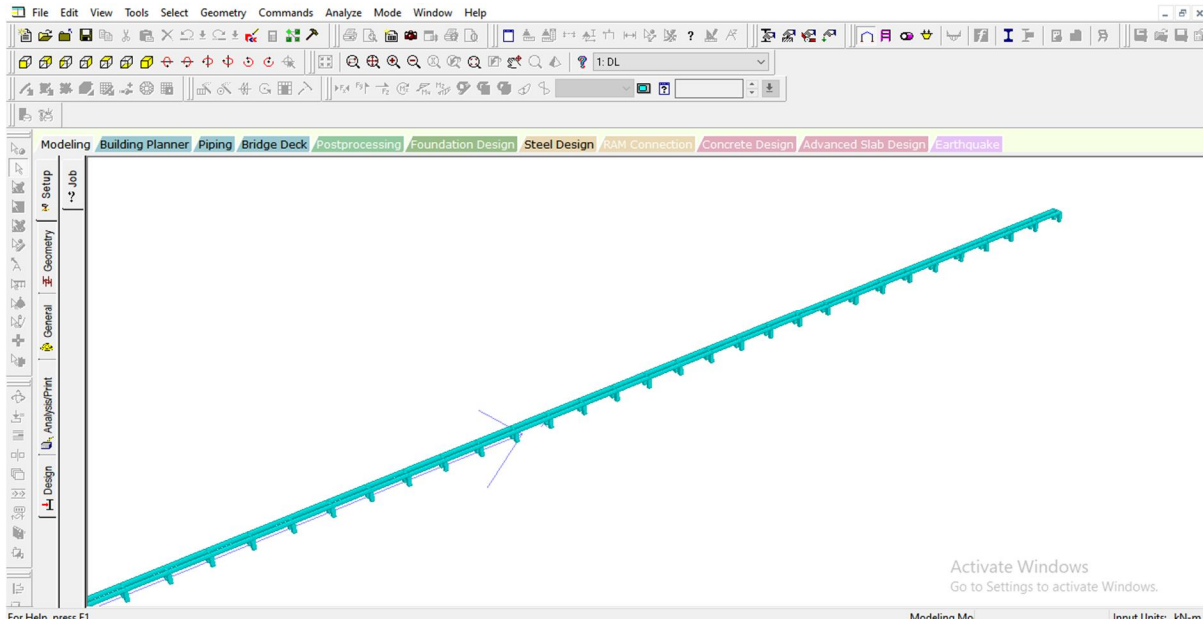 File Edit View Tools Select Geometry Commands Analyze Mode Window Help
1: DL
Modeling Building Planner Piping Bridge Deck Postprocessing Foundation Design Steel Design RAM Connection Concrete Design Advanced Slab Design Earthquake
Setup
Geometry
General
Analysis/Print
Design
Job
Activate Windows
Go to Settings to activate Windows.
For Help, press F1
Modeling Mo
Input Units: kN-m